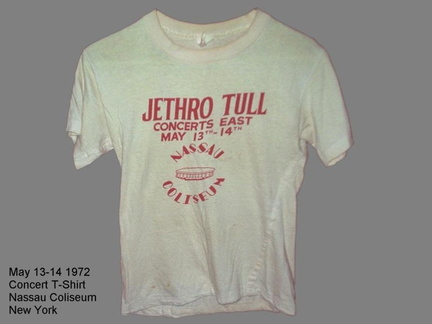 JETHRO TULL
CONCERTS EAST
MAY 13TH-14TH
NASSAU
COLISEUM
May 13-14 1972
Concert T-Shirt
Nassau Coliseum
New York